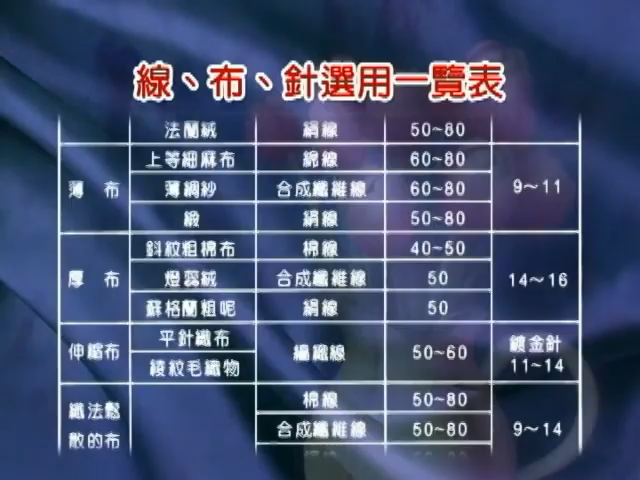 線、布、針選用一覽表
法蘭絨 絹線 50~80
薄 布 上等細麻布 綿線 60~80 9~11
薄綢紗 合成纖維線 60~80
緞 絹線 50~80
厚 布 斜紋粗棉布 棉線 40~50 14~16
燈蕊絨 合成纖維線 50
蘇格蘭粗呢 絹線 50
伸縮布 平針織布 編織線 50~60 鍍金針 11~14
綾紋毛織物
織法鬆散的布 棉線 50~80 9~14
合成纖維線 50~80